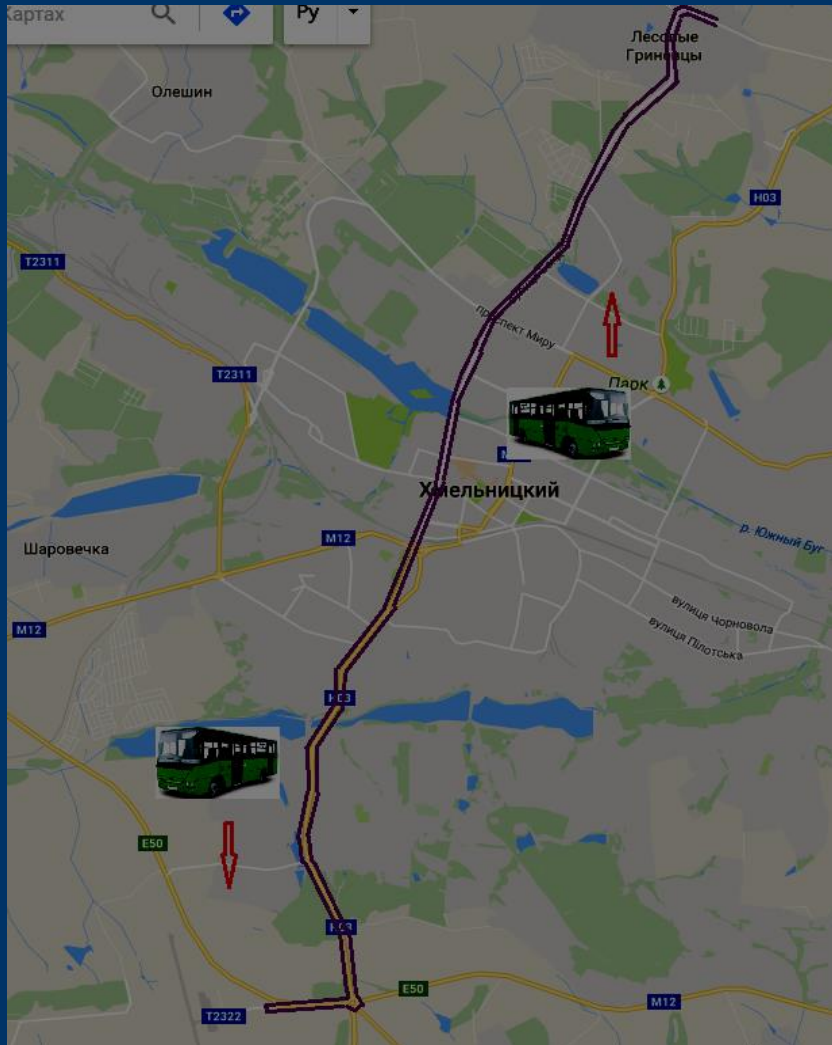 Картах
Ру
Лесовые
Гриновцы
Олешин
Н03
Т2311
проспект Миру
Т2311
Парк
Хмельницкий
М12
Шаровечка
р. Южный Буг
М12
вулиця Чорновола
вулиця Пілотська
Н03
Е50
Н03
Е50
М12
Т2322